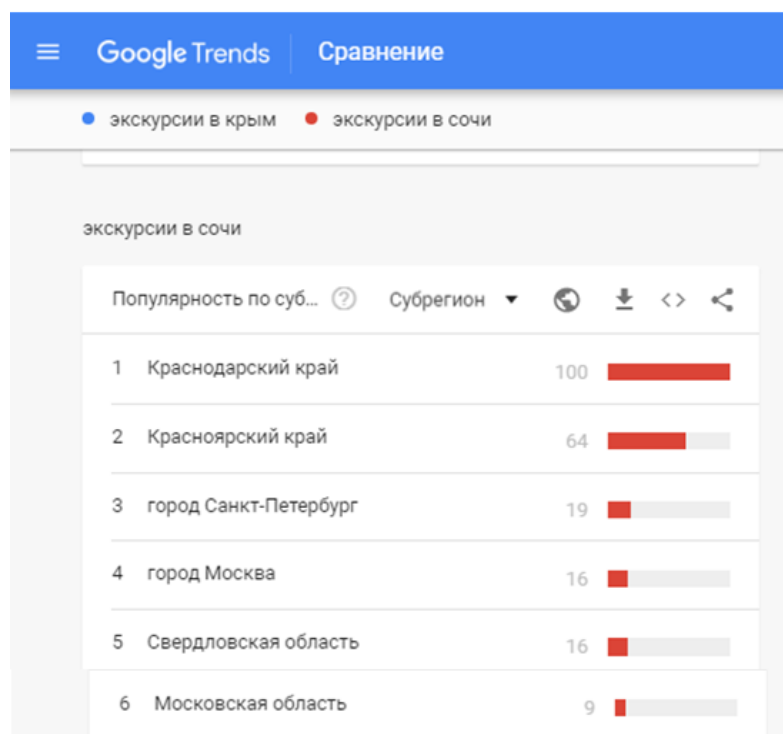 Google Trends Сравнение
экскурсии в крым экскурсии в сочи
экскурсии в сочи
Популярность по суб... ? Субрегион
1 Краснодарский край 100
2 Красноярский край 64
3 город Санкт-Петербург 19
4 город Москва 16
5 Свердловская область 16
6 Московская область 9